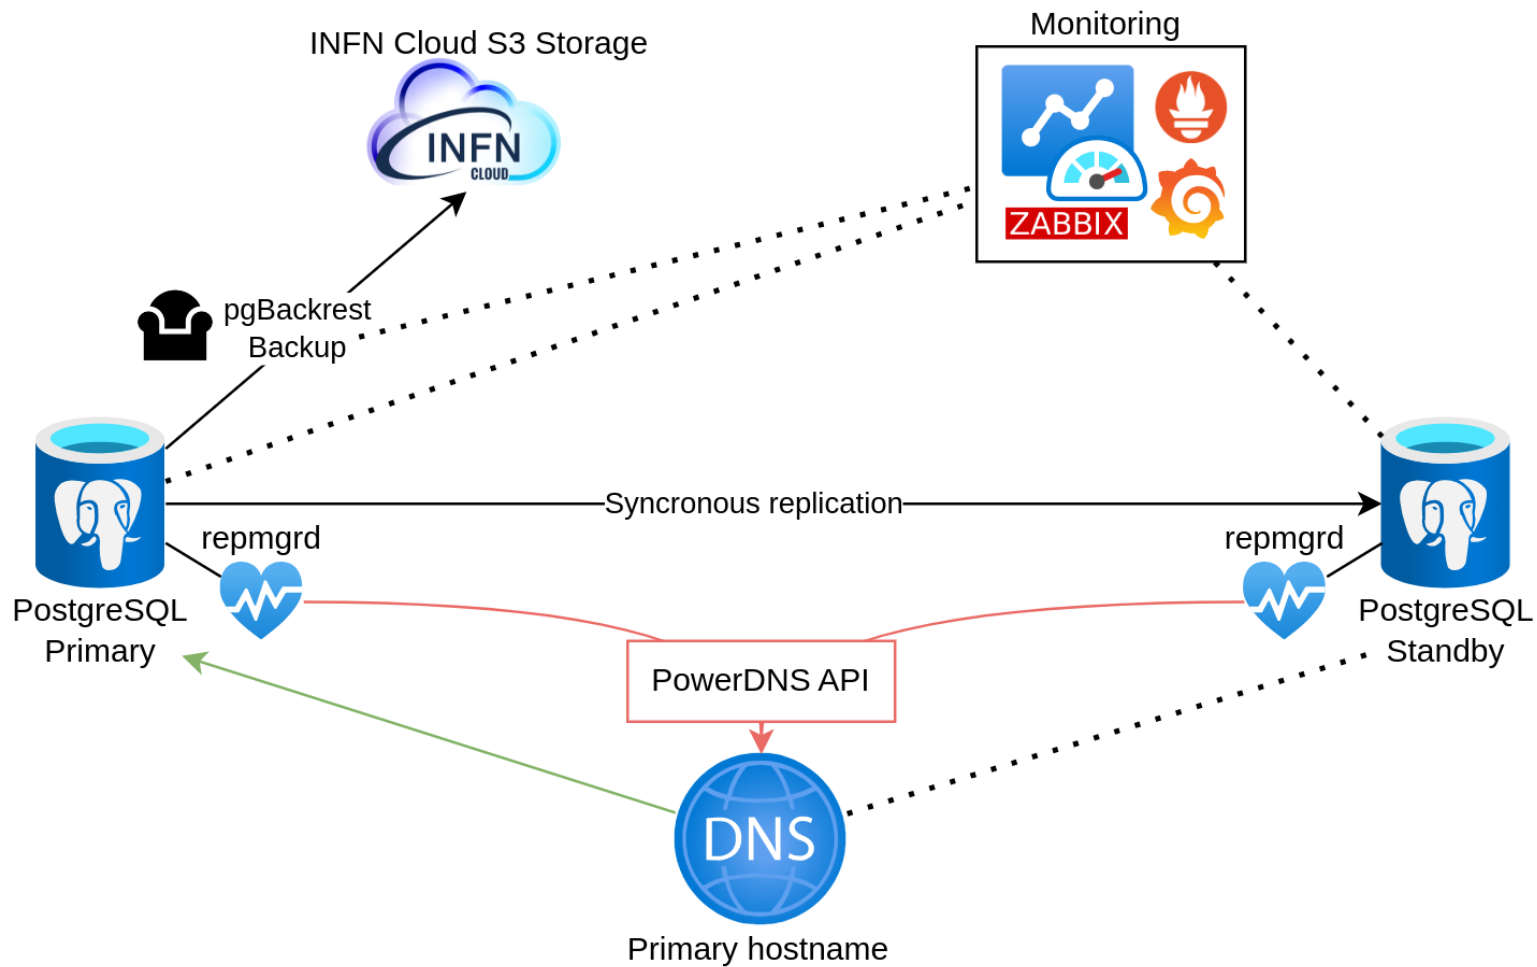 INFN Cloud S3 Storage
INFN
CLOUD
Monitoring
ZABBIX
pgBackrest
Backup
Syncronous replication
repmgrd
repmgrd
PostgreSQL
Primary
PostgreSQL
Standby
PowerDNS API
DNS
Primary hostname